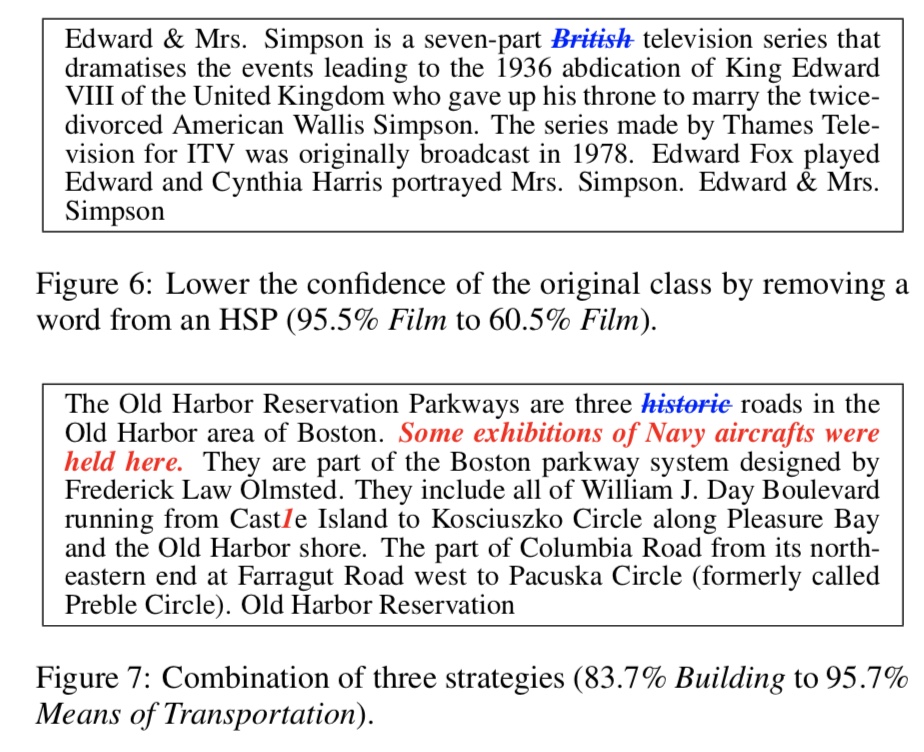 Edward & Mrs. Simpson is a seven-part British television series that
dramatises the events leading to the 1936 abdication of King Edward
VIII of the United Kingdom who gave up his throne to marry the twice-
divorced American Wallis Simpson. The series made by Thames Tele-
vision for ITV was originally broadcast in 1978. Edward Fox played
Edward and Cynthia Harris portrayed Mrs. Simpson. Edward & Mrs.
Simpson
Figure 6: Lower the confidence of the original class by removing a
word from an HSP (95.5% Film to 60.5% Film).
The Old Harbor Reservation Parkways are three historic roads in the
Old Harbor area of Boston. Some exhibitions of Navy aircrafts were
held here. They are part of the Boston parkway system designed by
Frederick Law Olmsted. They include all of William J. Day Boulevard
running from Cast1e Island to Kosciuszko Circle along Pleasure Bay
and the Old Harbor shore. The part of Columbia Road from its north-
eastern end at Farragut Road west to Pacuska Circle (formerly called
Preble Circle). Old Harbor Reservation
Figure 7: Combination of three strategies (83.7% Building to 95.7%
Means of Transportation).